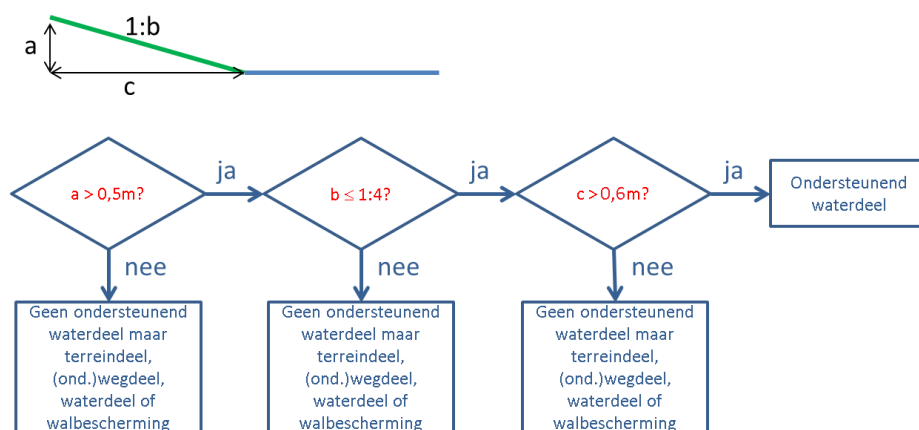 1:b
a
c
ja
ja
ja
a > 0,5m?
b ≤ 1:4?
c > 0,6m?
Ondersteunend
waterdeel
nee
nee
nee
Geen ondersteunend
waterdeel maar
terreindeel,
(ond.)wegdeel,
waterdeel of
walbescherming
Geen ondersteunend
waterdeel maar
terreindeel,
(ond.)wegdeel,
waterdeel of
walbescherming
Geen ondersteunend
waterdeel maar
terreindeel,
(ond.)wegdeel,
waterdeel of
walbescherming